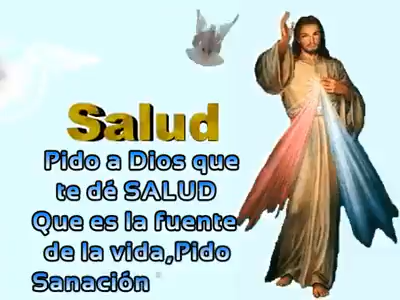 Salud
Pido a Dios que
te dé SALUD
Que es la fuente
de la vida,Pido
Sanación